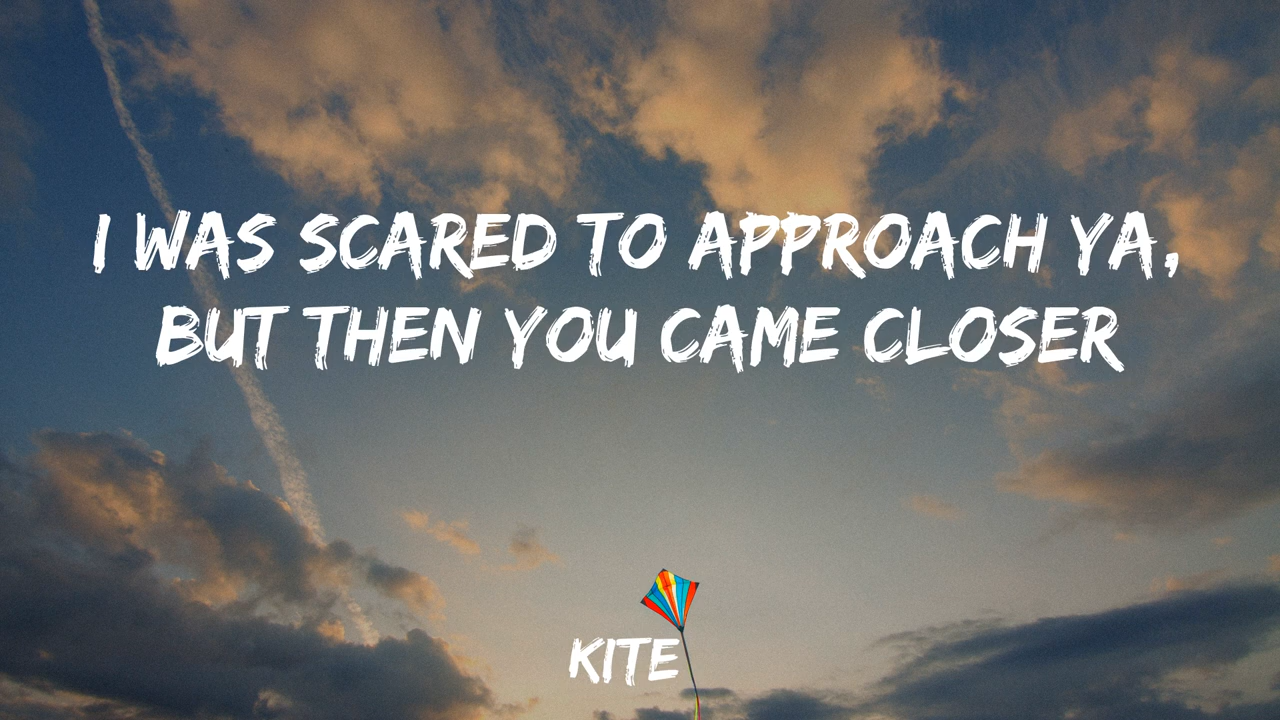 I WAS SCARED TO APPROACH YA,
BUT THEN YOU CAME CLOSER
KITE